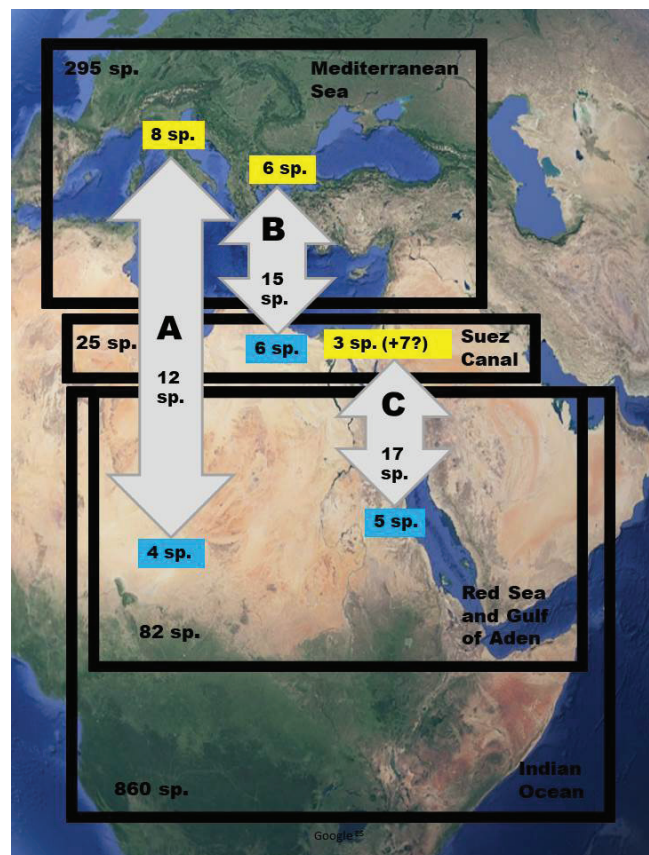 295 sp.
Mediterranean
Sea
8 sp.
6 sp.
B
15
sp.
A
12
sp.
25 sp.
6 sp.
3 sp. (+7?)
Suez
Canal
C
17
sp.
4 sp.
5 sp.
Red Sea
and Gulf
of Aden
82 sp.
Indian
Ocean
860 sp.
Google